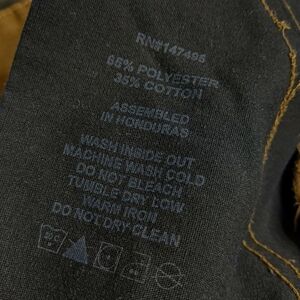 RN#147495
65% POLYESTER
35% COTTON
ASSEMBLED
IN HONDURAS
WASH INSIDE OUT
MACHINE WASH COLD
DO NOT BLEACH
TUMBLE DRY LOW
WARM IRON
DO NOT DRY CLEAN